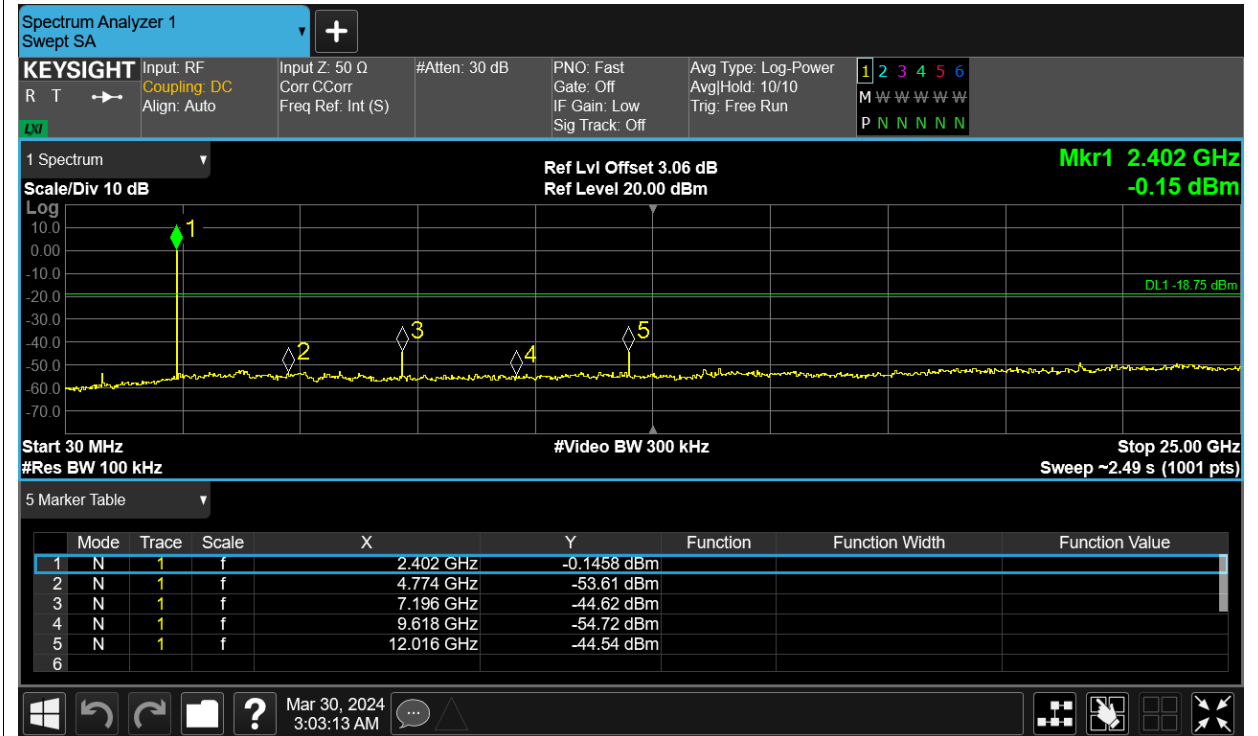 Spectrum Analyzer 1
Swept SA
+
KEYSIGHT
R T
LXI
Input: RF
Coupling: DC
Align: Auto
Input Z: 50 Ω
Corr CCorr
Freq Ref: Int (S)
#Atten: 30 dB
PNO: Fast
Gate: Off
IF Gain: Low
Sig Track: Off
Avg Type: Log-Power
Avg|Hold: 10/10
Trig: Free Run
1 2 3 4 5 6
M W W W W W
P N N N N N
1 Spectrum
Scale/Div 10 dB
Ref Lvl Offset 3.06 dB
Ref Level 20.00 dBm
Mkr1 2.402 GHz
-0.15 dBm
Log
10.0
0.00
-10.0
-20.0
-30.0
-40.0
-50.0
-60.0
-70.0
1
2
3
4
5
DL1 -18.75 dBm
Start 30 MHz
#Res BW 100 kHz
#Video BW 300 kHz
Stop 25.00 GHz
Sweep ~2.49 s (1001 pts)
5 Marker Table
Mode Trace Scale X Y Function Function Width Function Value
1 N 1 f 2.402 GHz -0.1458 dBm
2 N 1 f 4.774 GHz -53.61 dBm
3 N 1 f 7.196 GHz -44.62 dBm
4 N 1 f 9.618 GHz -54.72 dBm
5 N 1 f 12.016 GHz -44.54 dBm
6
?
Mar 30, 2024
3:03:13 AM